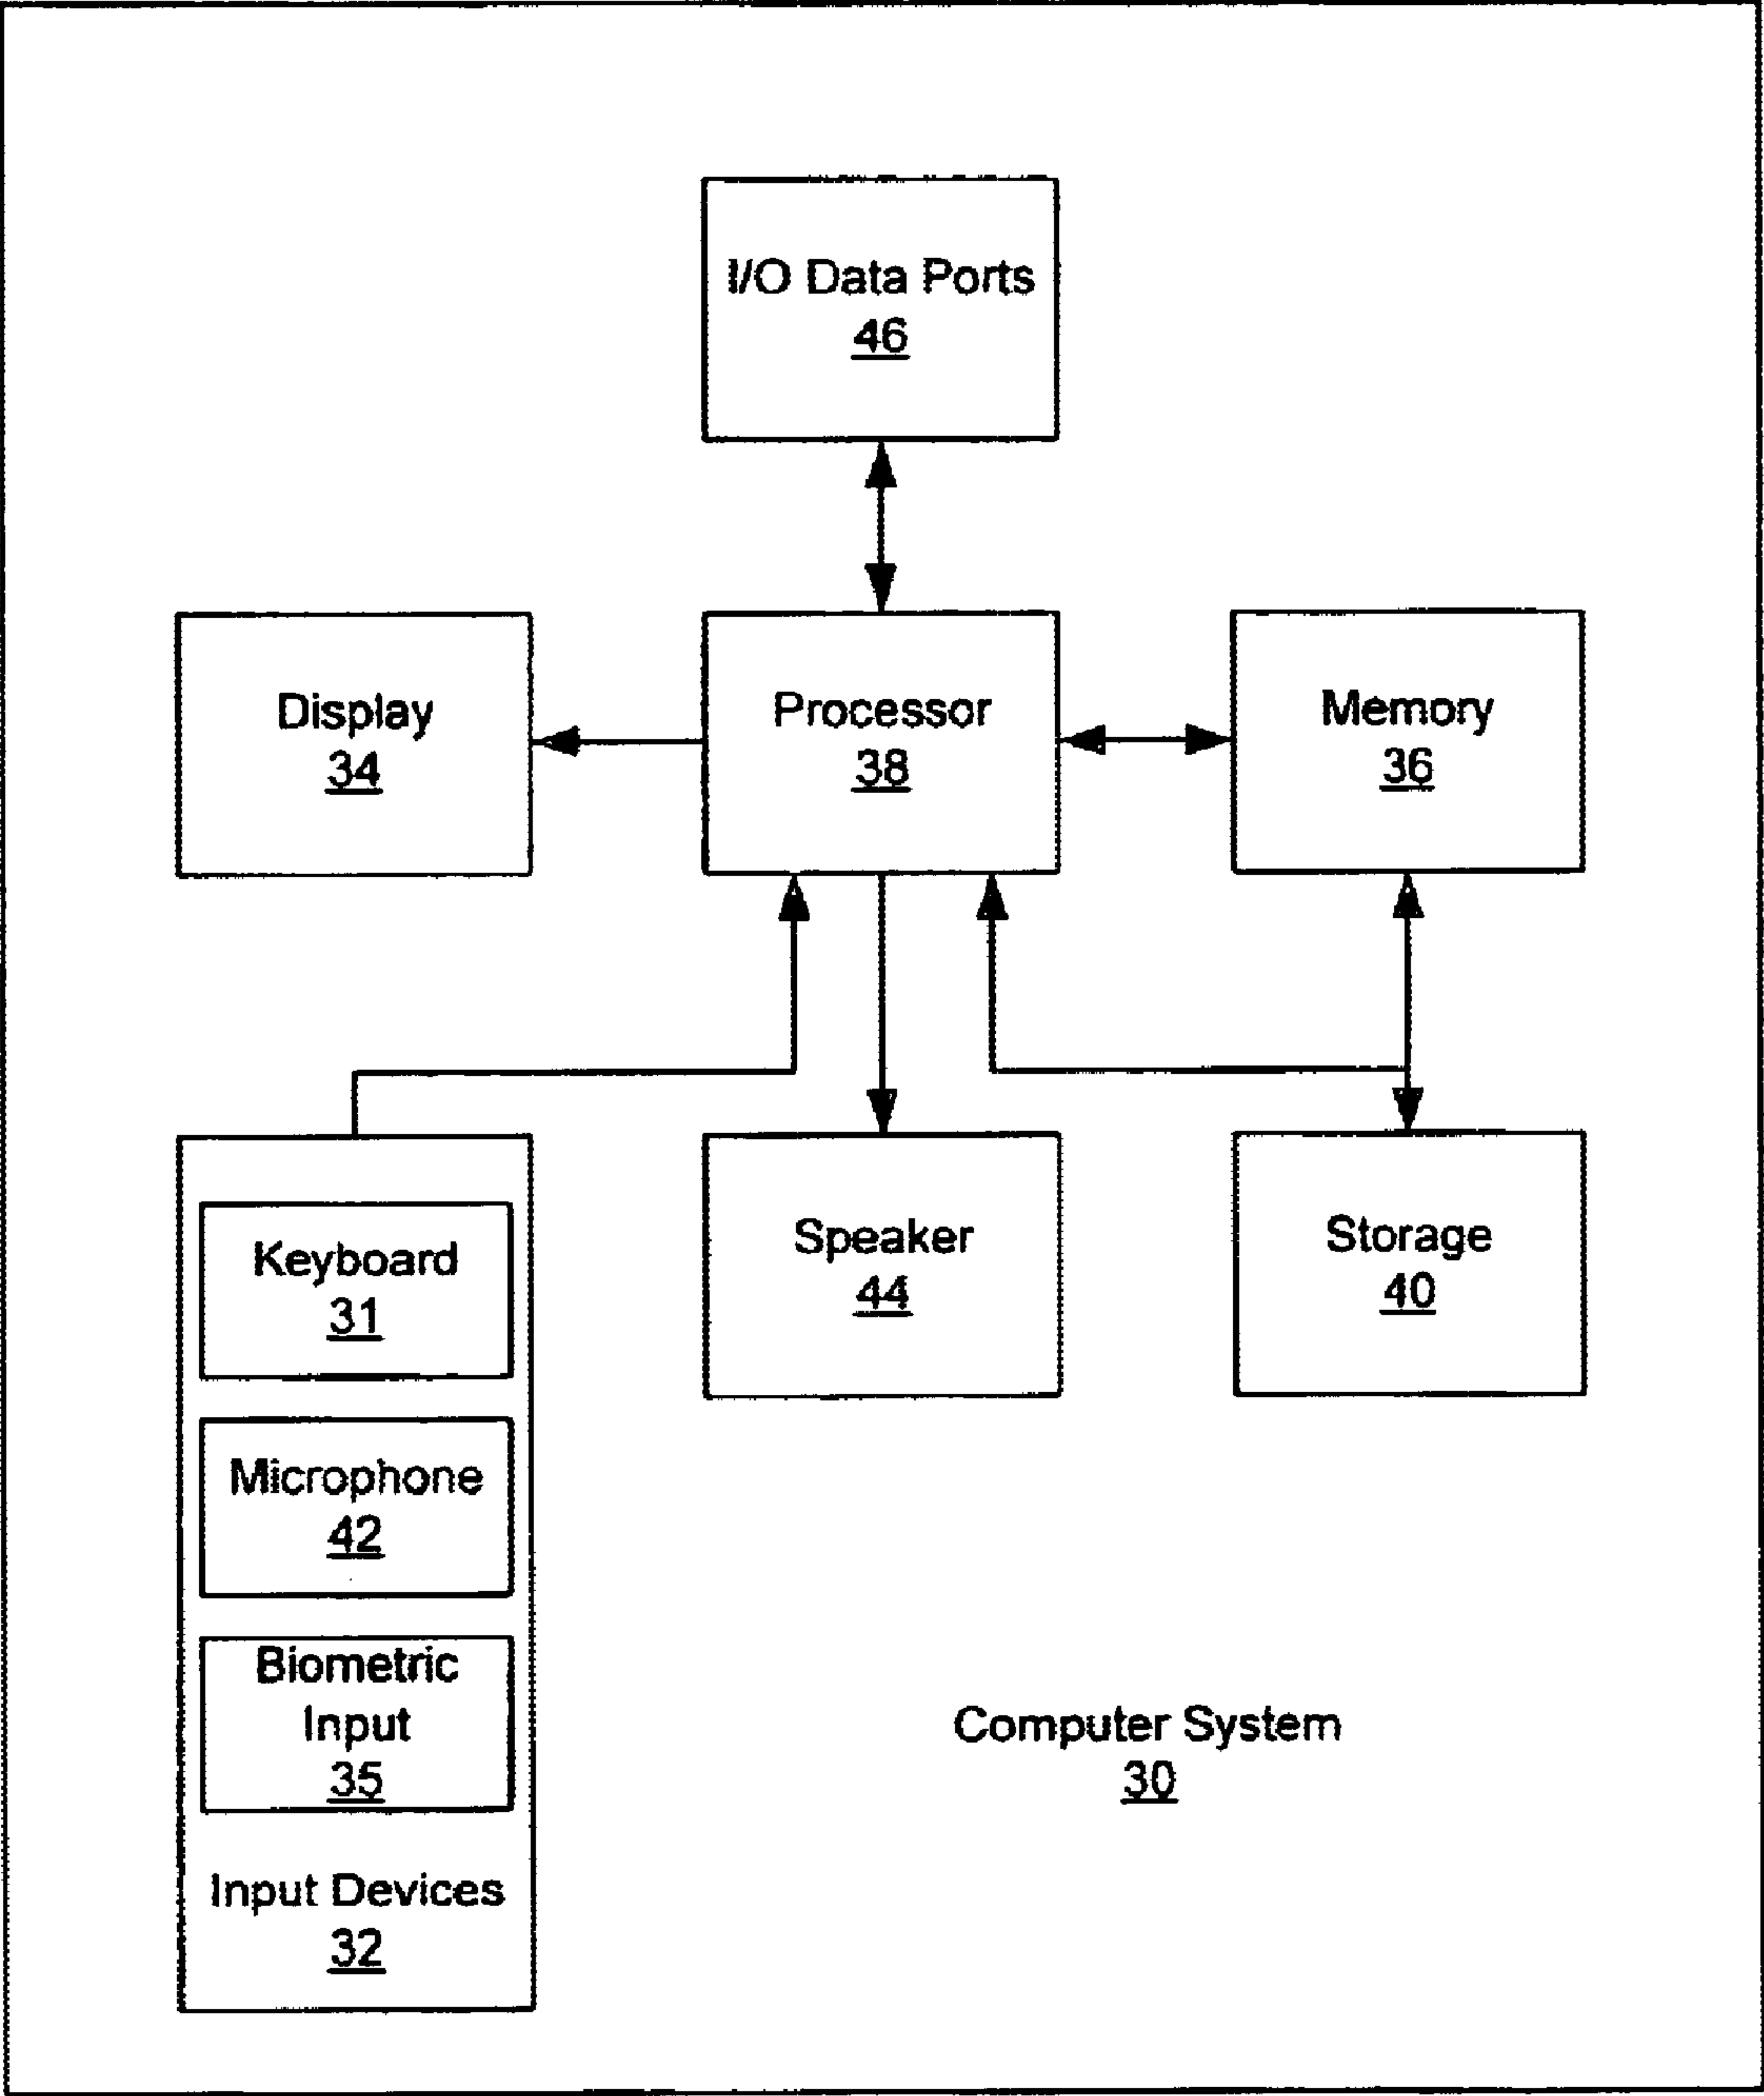 I/O Data Ports
46
Display
34
Processor
38
Memory
36
Keyboard
31
Microphone
42
Biometric
Input
35
Input Devices
32
Speaker
44
Storage
40
Computer System
30